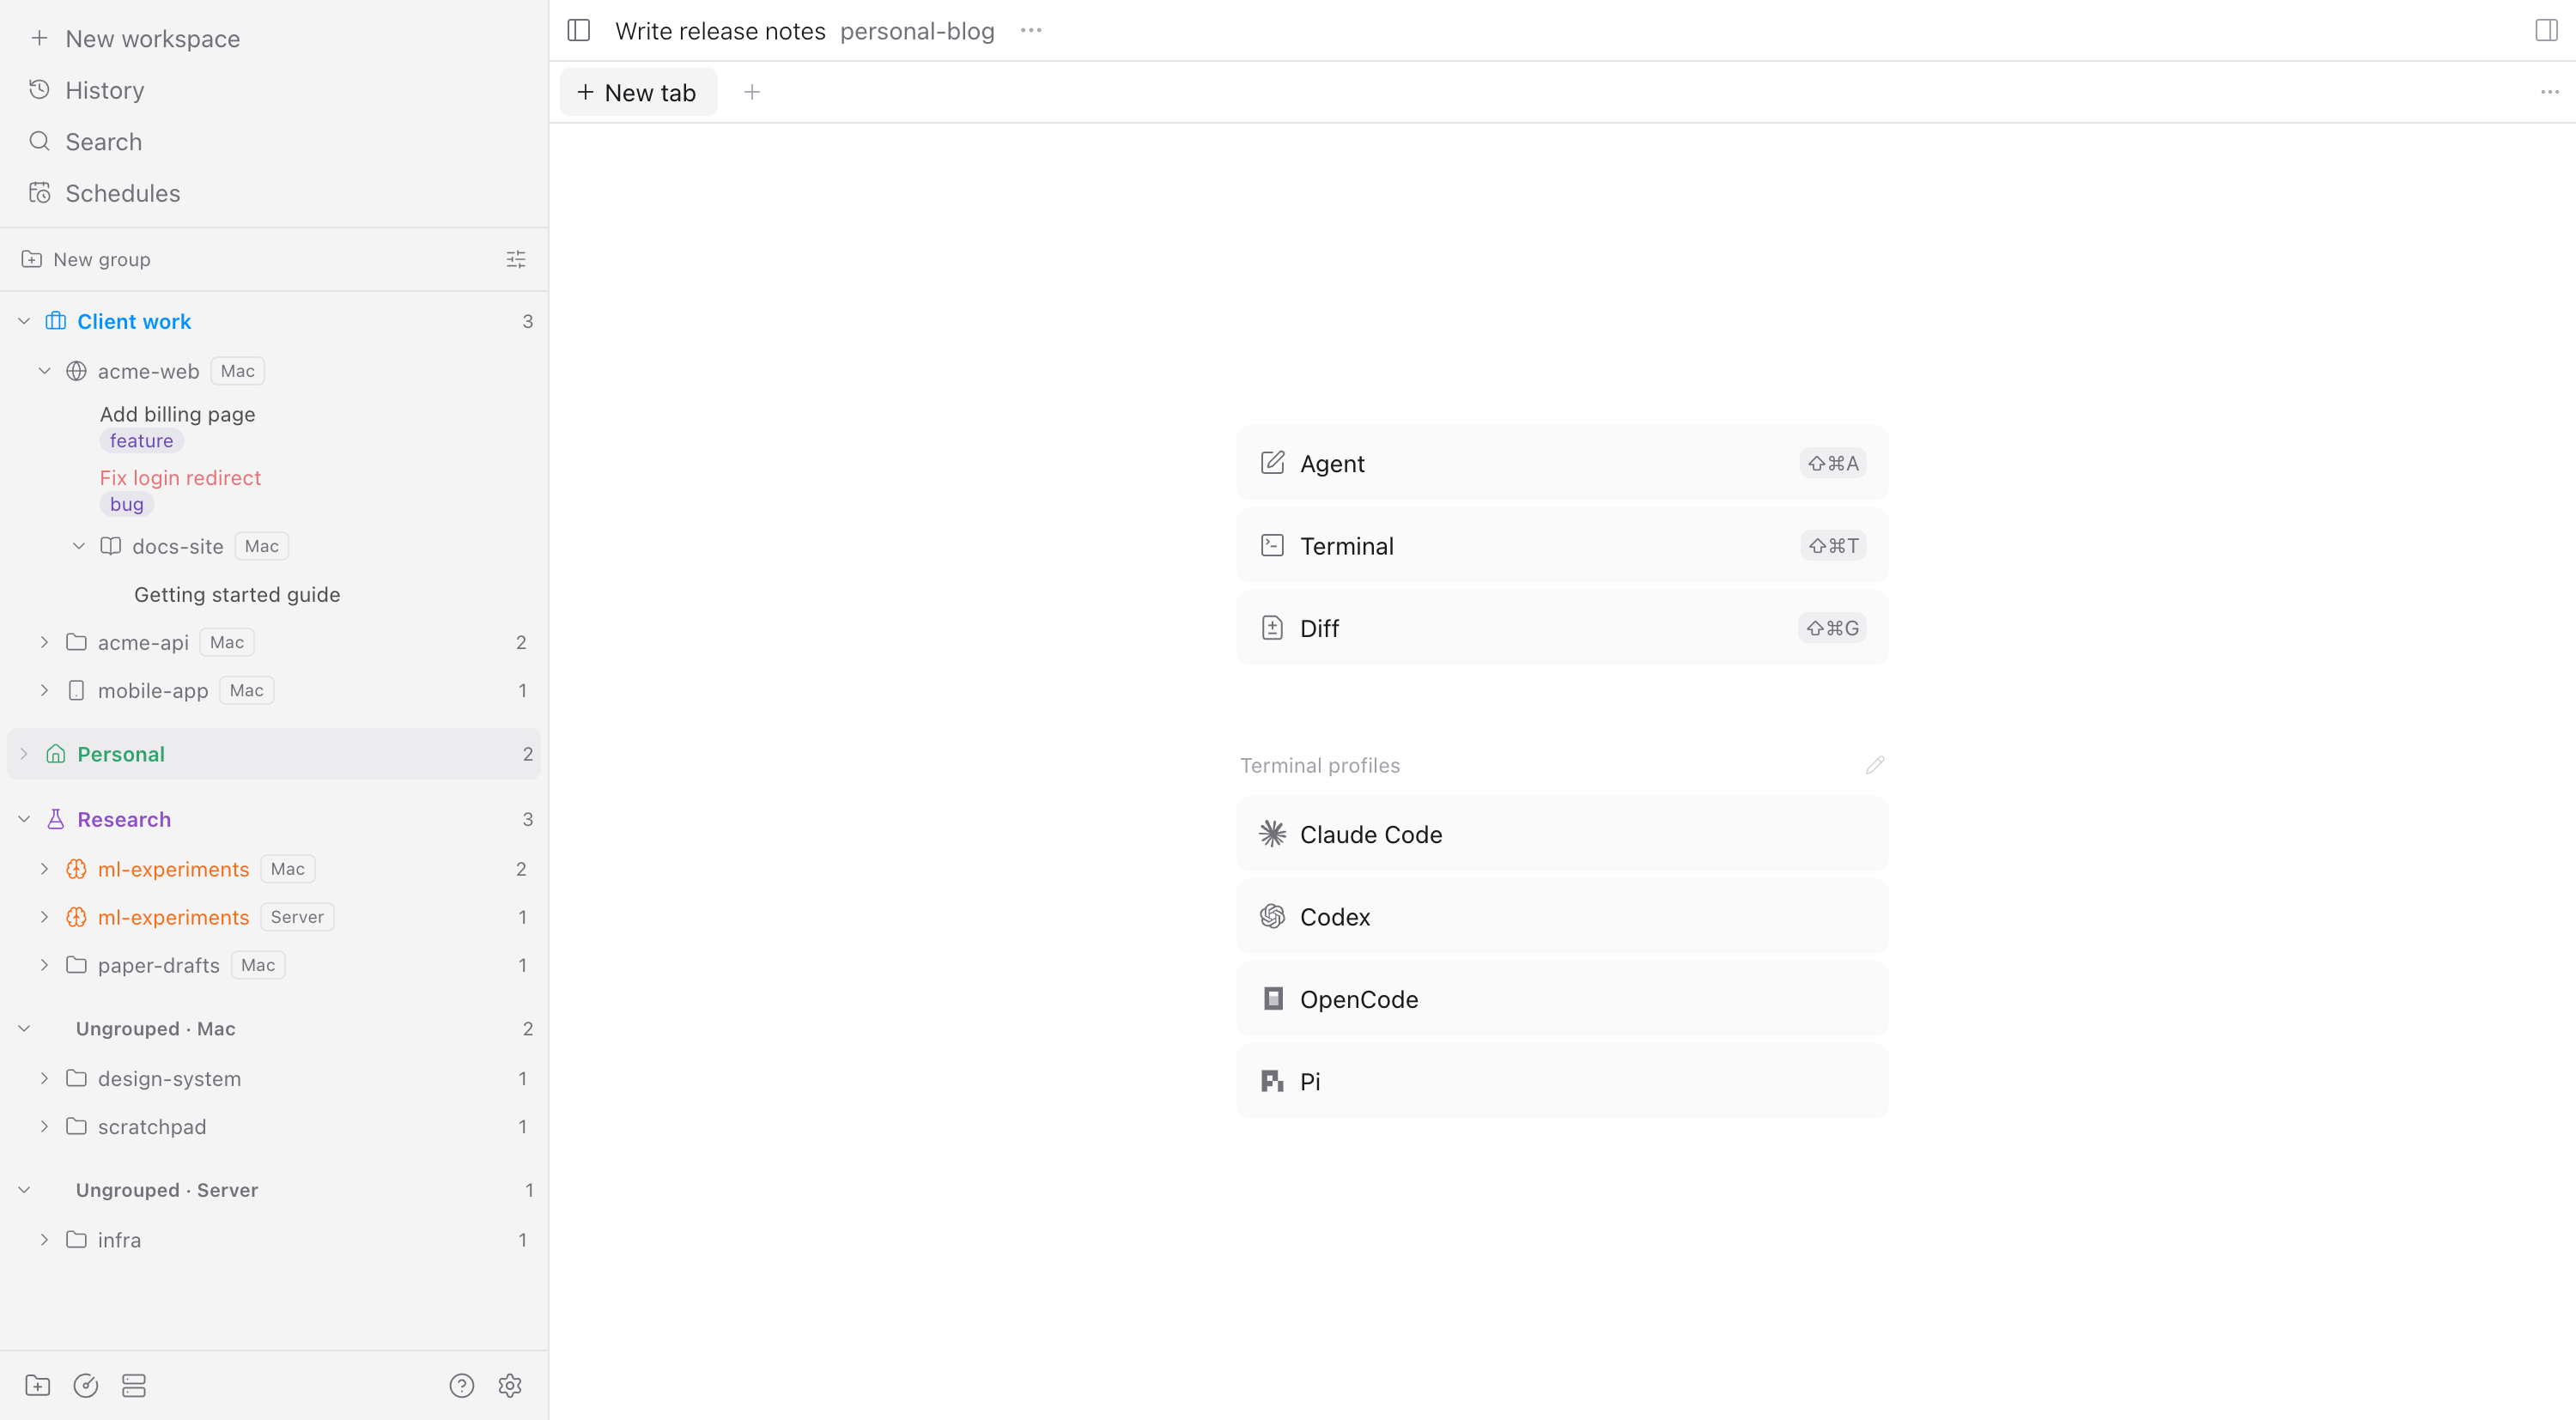 New workspace
History
Search
Schedules
New group
Client work 3
acme-web Mac
Add billing page
feature
Fix login redirect
bug
docs-site Mac
Getting started guide
acme-api Mac 2
mobile-app Mac 1
Personal 2
Research 3
ml-experiments Mac 2
ml-experiments Server 1
paper-drafts Mac 1
Ungrouped · Mac 2
design-system 1
scratchpad 1
Ungrouped · Server 1
infra 1
Write release notes personal-blog
New tab
Agent ⇧⌘A
Terminal ⇧⌘T
Diff ⇧⌘G
Terminal profiles
Claude Code
Codex
OpenCode
Pi